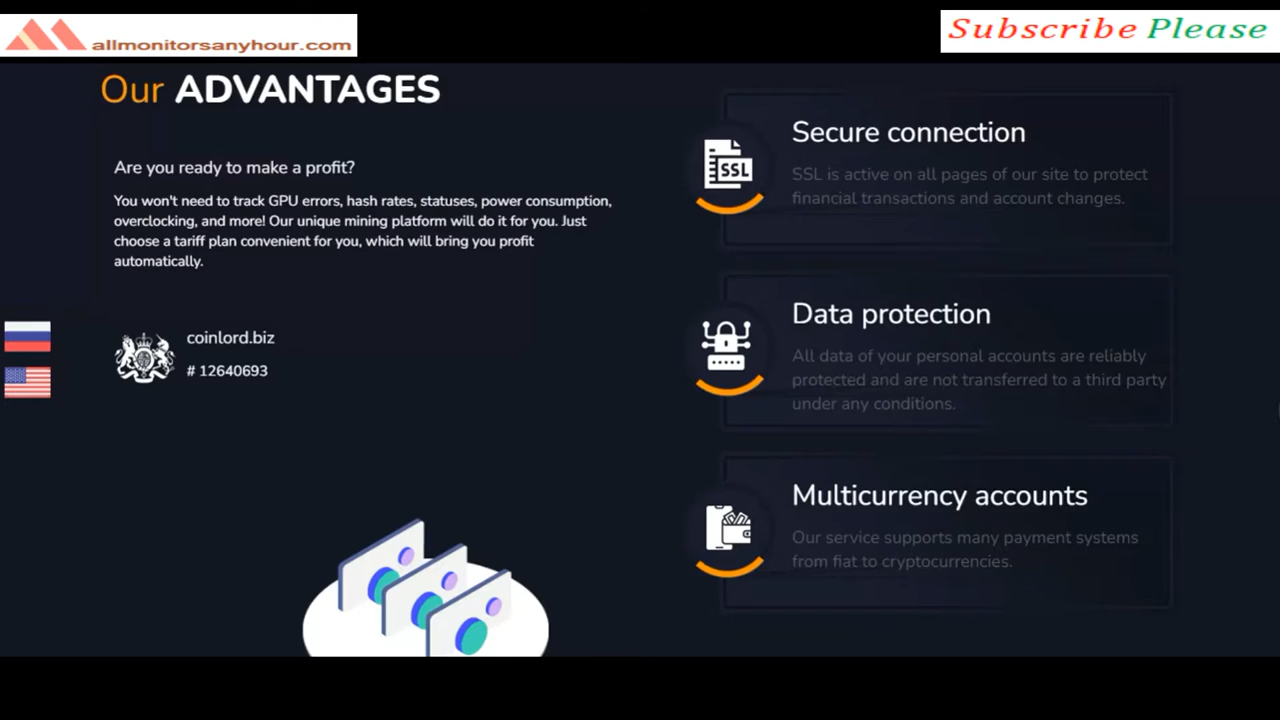 allmonitorsanyhour.com
Subscribe Please
Our ADVANTAGES
Are you ready to make a profit?
You won't need to track GPU errors, hash rates, statuses, power consumption,
overclocking, and more! Our unique mining platform will do it for you. Just
choose a tariff plan convenient for you, which will bring you profit
automatically.
coinlord.biz
# 12640693
SSL
Secure connection
SSL is active on all pages of our site to protect
financial transactions and account changes.
Data protection
All data of your personal accounts are reliably
protected and are not transferred to a third party
under any conditions.
Multicurrency accounts
Our service supports many payment systems
from fiat to cryptocurrencies.